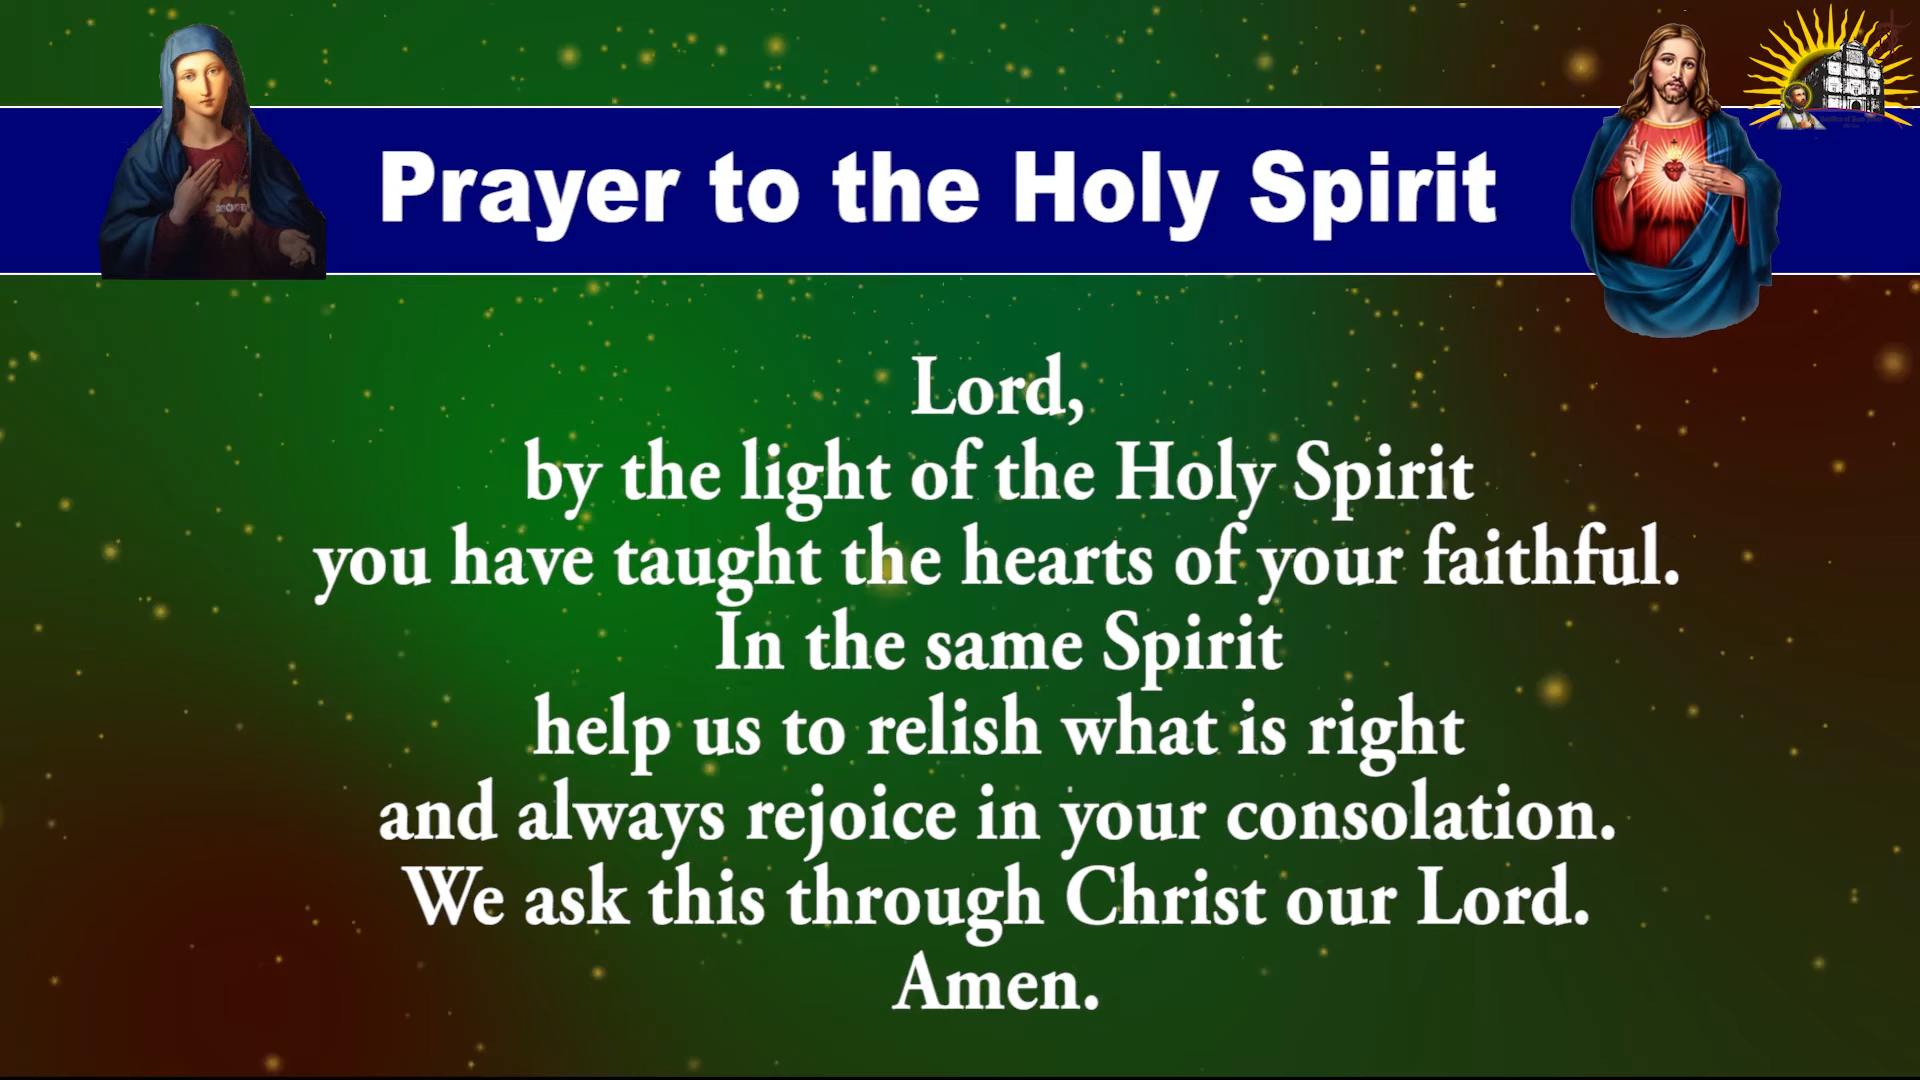 Prayer to the Holy Spirit
Lord,
by the light of the Holy Spirit
you have taught the hearts of your faithful.
In the same Spirit
help us to relish what is right
and always rejoice in your consolation.
We ask this through Christ our Lord.
Amen.